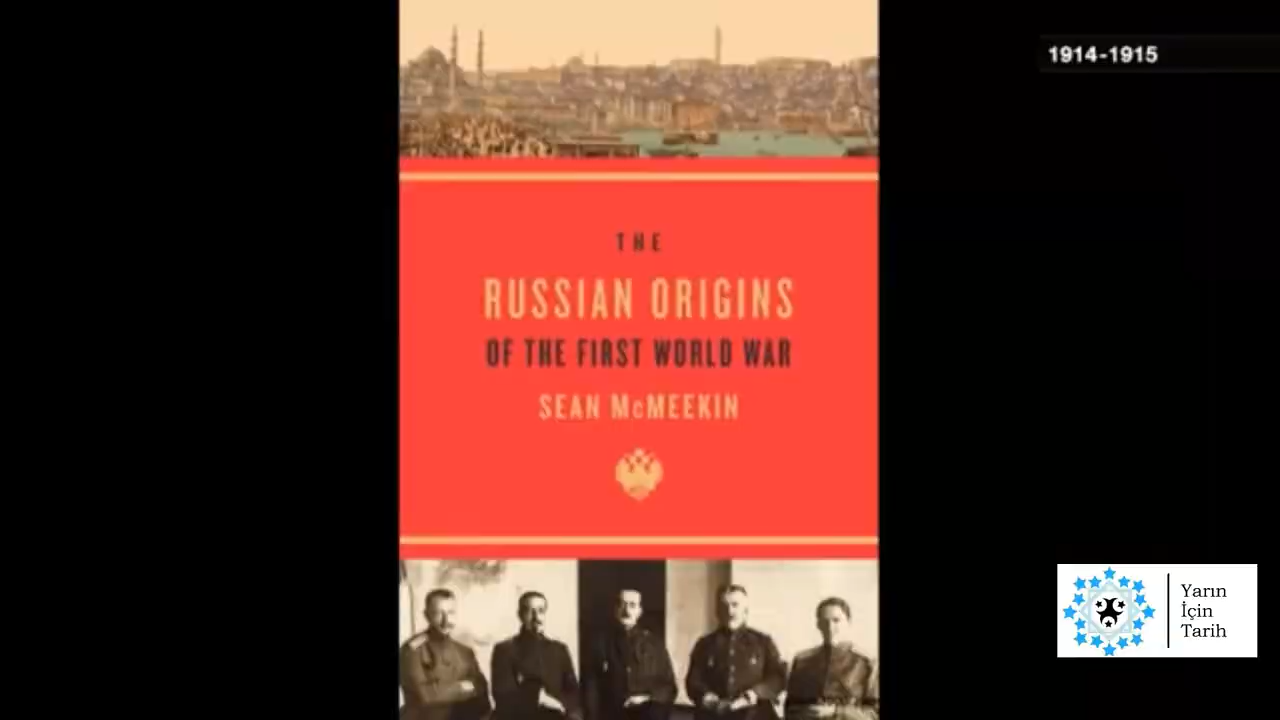 1914-1915
THE
RUSSIAN ORIGINS
OF THE FIRST WORLD WAR
SEAN McMEEKIN
Yarın
İçin
Tarih